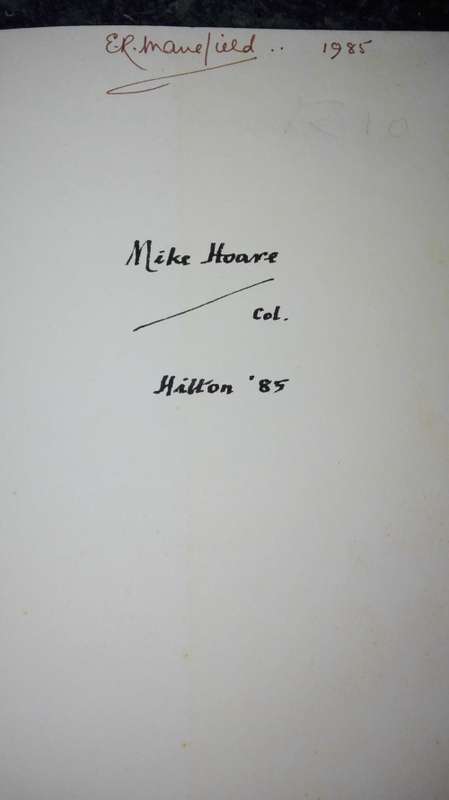 E.R. Mansfield .. 1985
Mike Hoare
Col.
Hilton '85